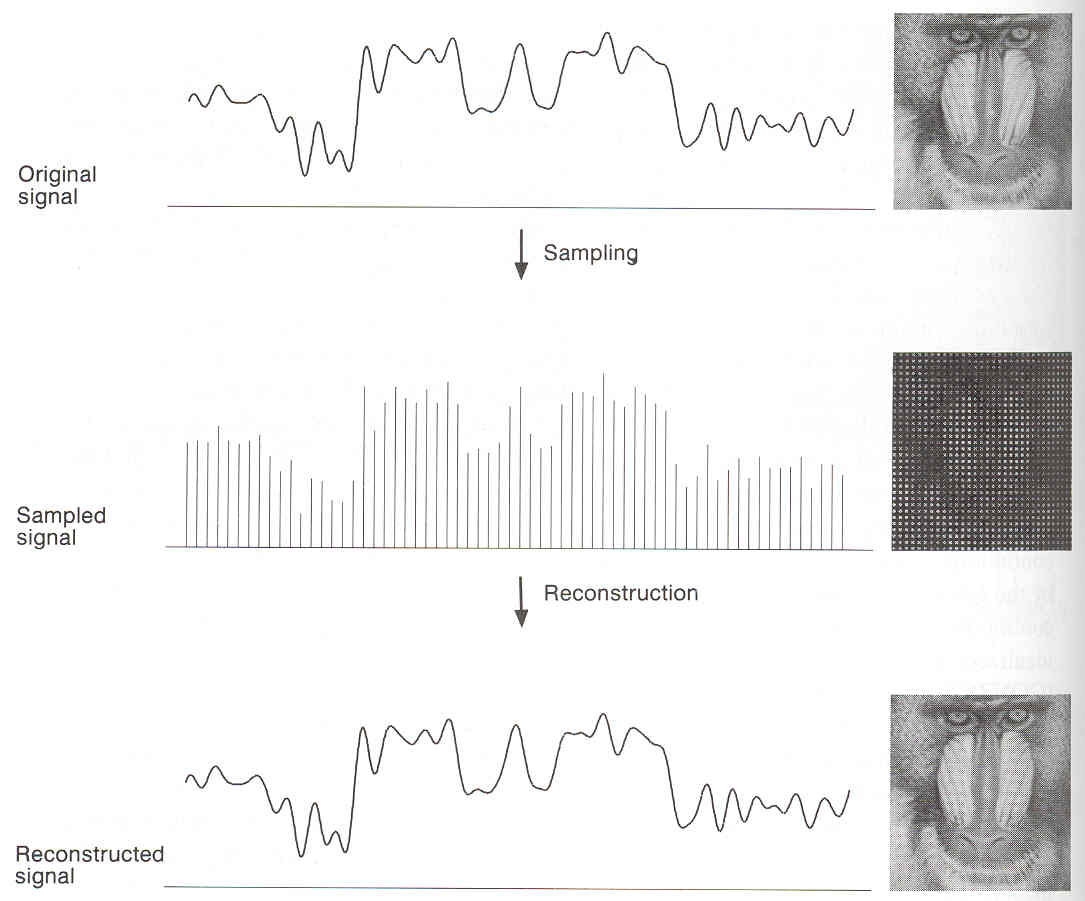 Original
signal
Sampling
Sampled
signal
Reconstruction
Reconstructed
signal